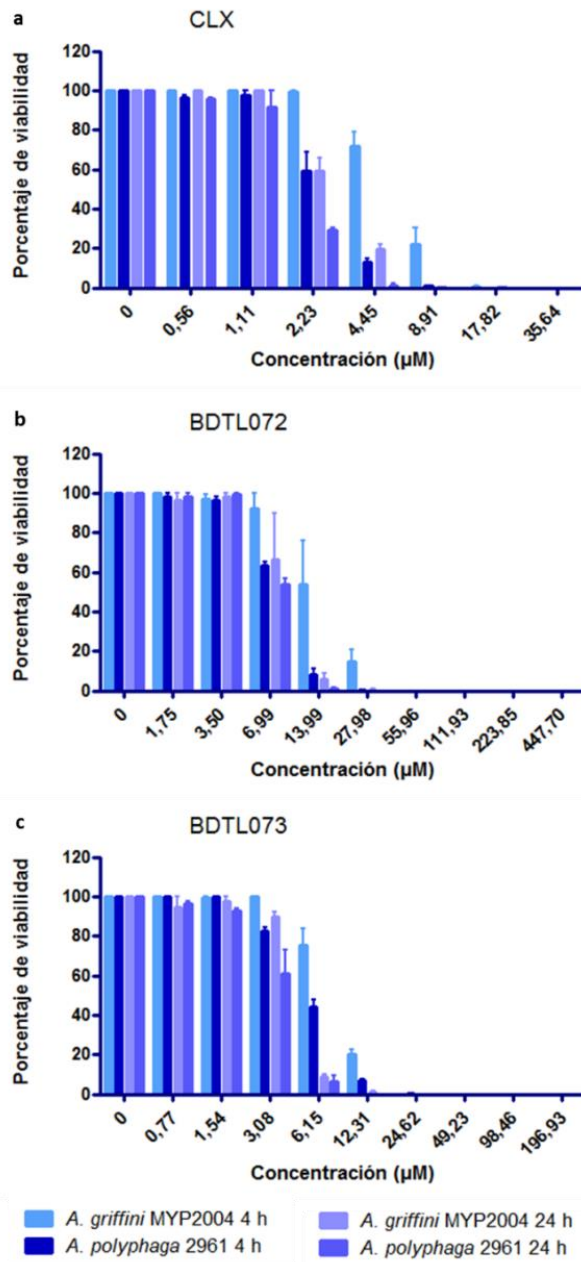 a
CLX
Porcentaje de viabilidad
120
100
80
60
40
20
0
0 0,56 1,11 2,23 4,45 8,91 17,82 35,64
Concentración (µM)
b
BDTL072
Porcentaje de viabilidad
120
100
80
60
40
20
0
0 1,75 3,50 6,99 13,99 27,98 55,96 111,93 223,85 447,70
Concentración (µM)
c
BDTL073
Porcentaje de viabilidad
120
100
80
60
40
20
0
0 0,77 1,54 3,08 6,15 12,31 24,62 49,23 98,46 196,93
Concentración (µM)
A. griffini MYP2004 4 h
A. polyphaga 2961 4 h
A. griffini MYP2004 24 h
A. polyphaga 2961 24 h